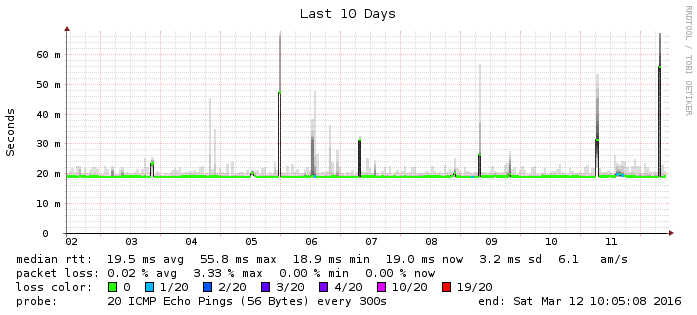 Last 10 Days
RRDTOOL / TOBI OETIKER
Seconds
60 m
50 m
40 m
30 m
20 m
10 m
0
02 03 04 05 06 07 08 09 10 11
median rtt: 19.5 ms avg 55.8 ms max 18.9 ms min 19.0 ms now 3.2 ms sd 6.1 am/s
packet loss: 0.02 % avg 3.33 % max 0.00 % min 0.00 % now
loss color: 0 1/20 2/20 3/20 4/20 10/20 19/20
probe: 20 ICMP Echo Pings (56 Bytes) every 300s end: Sat Mar 12 10:05:08 2016